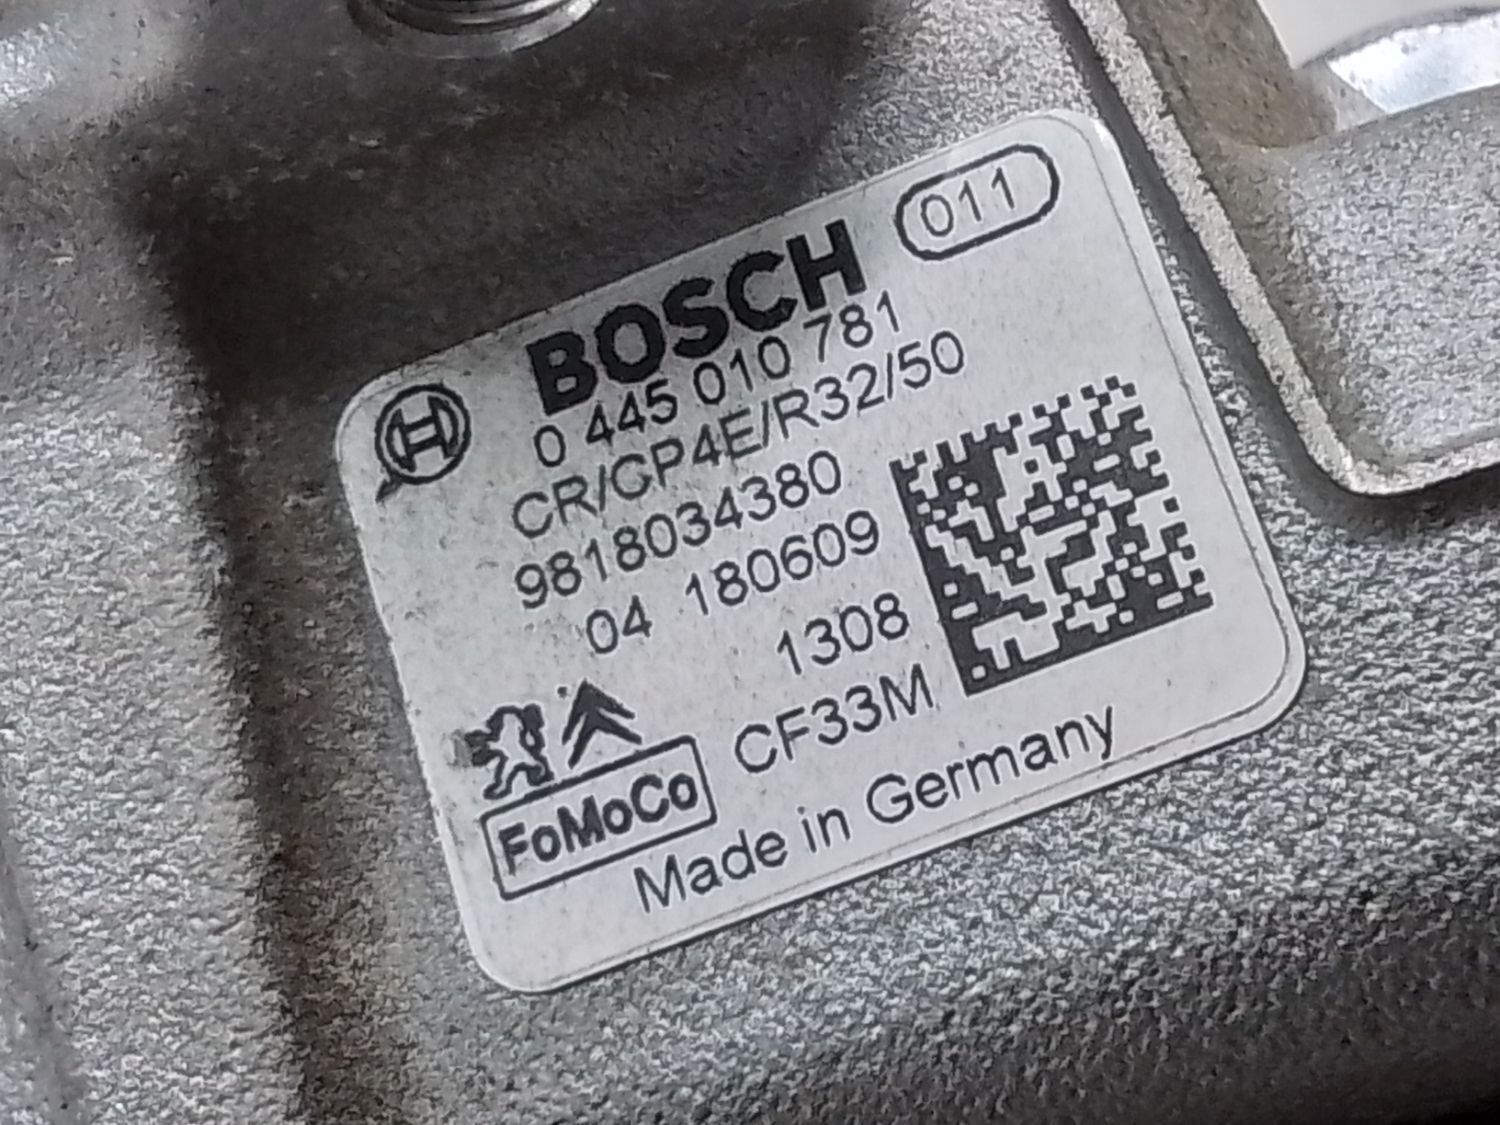 011
BOSCH
0 445 010 781
CR/CP4E/R32/50
9818034380
04 180609
1308
CF33M
FoMoCo
Made in Germany